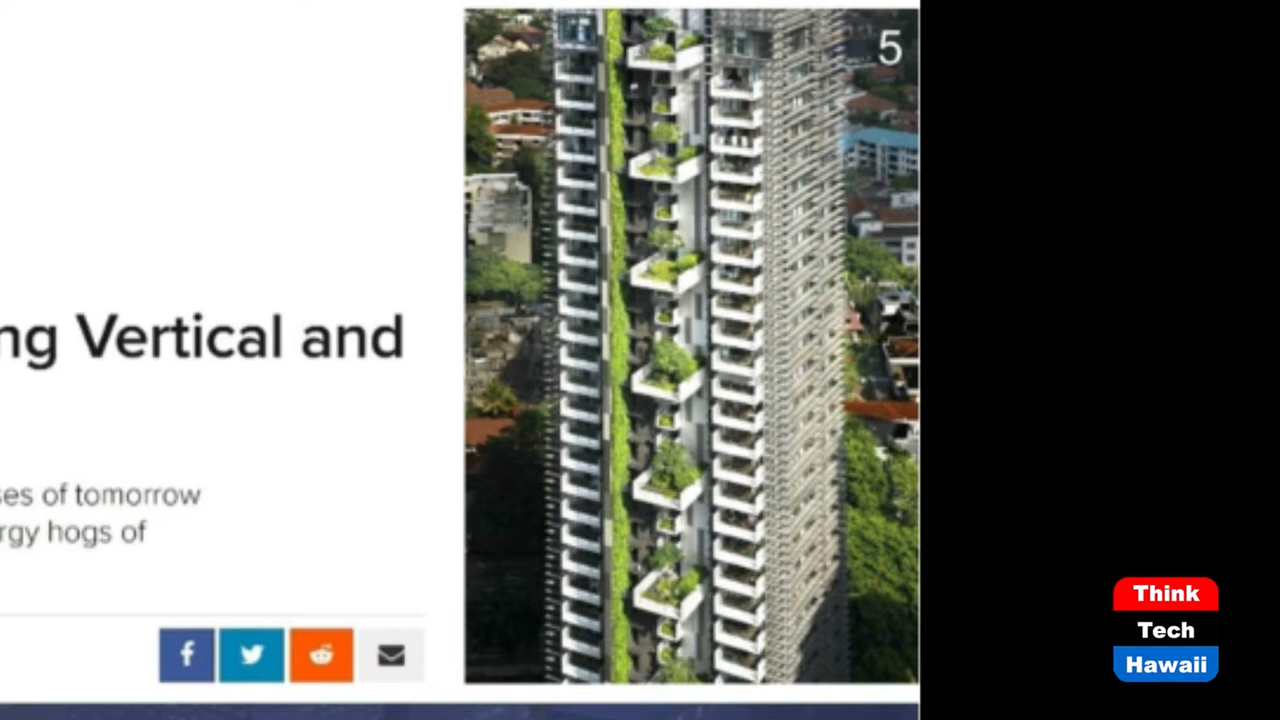 5
ng Vertical and
ses of tomorrow
rgy hogs of
Think
Tech
Hawaii